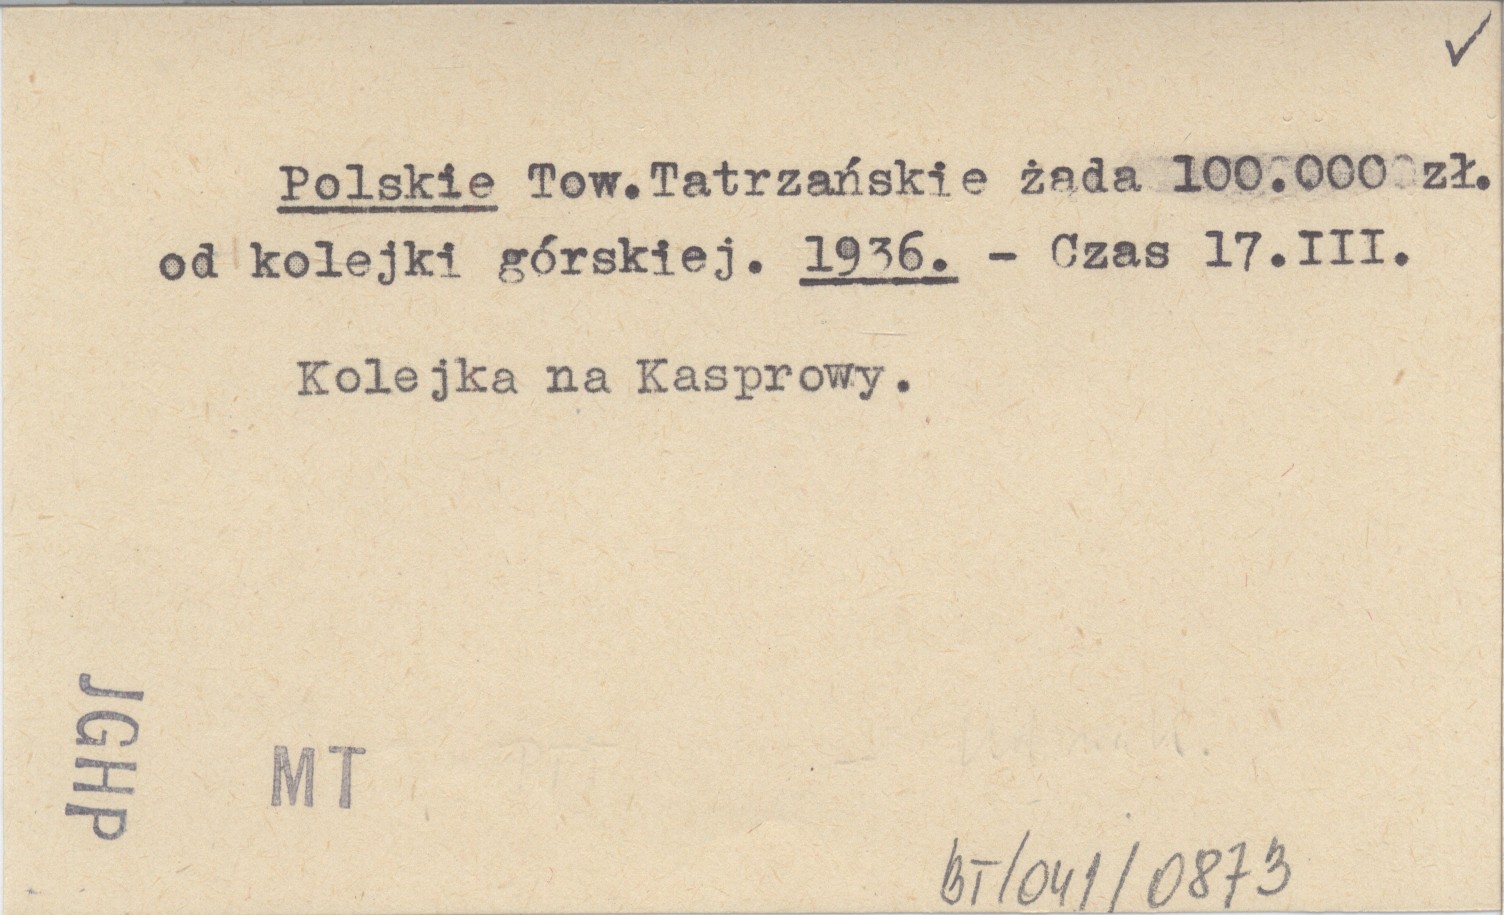 Polskie Tow.Tatrzańskie żada 100.000 zł.
od kolejki górskiej. 1936. - Czas 17.III.
Kolejka na Kasprowy.
JGHP
MT
BT/041/0873